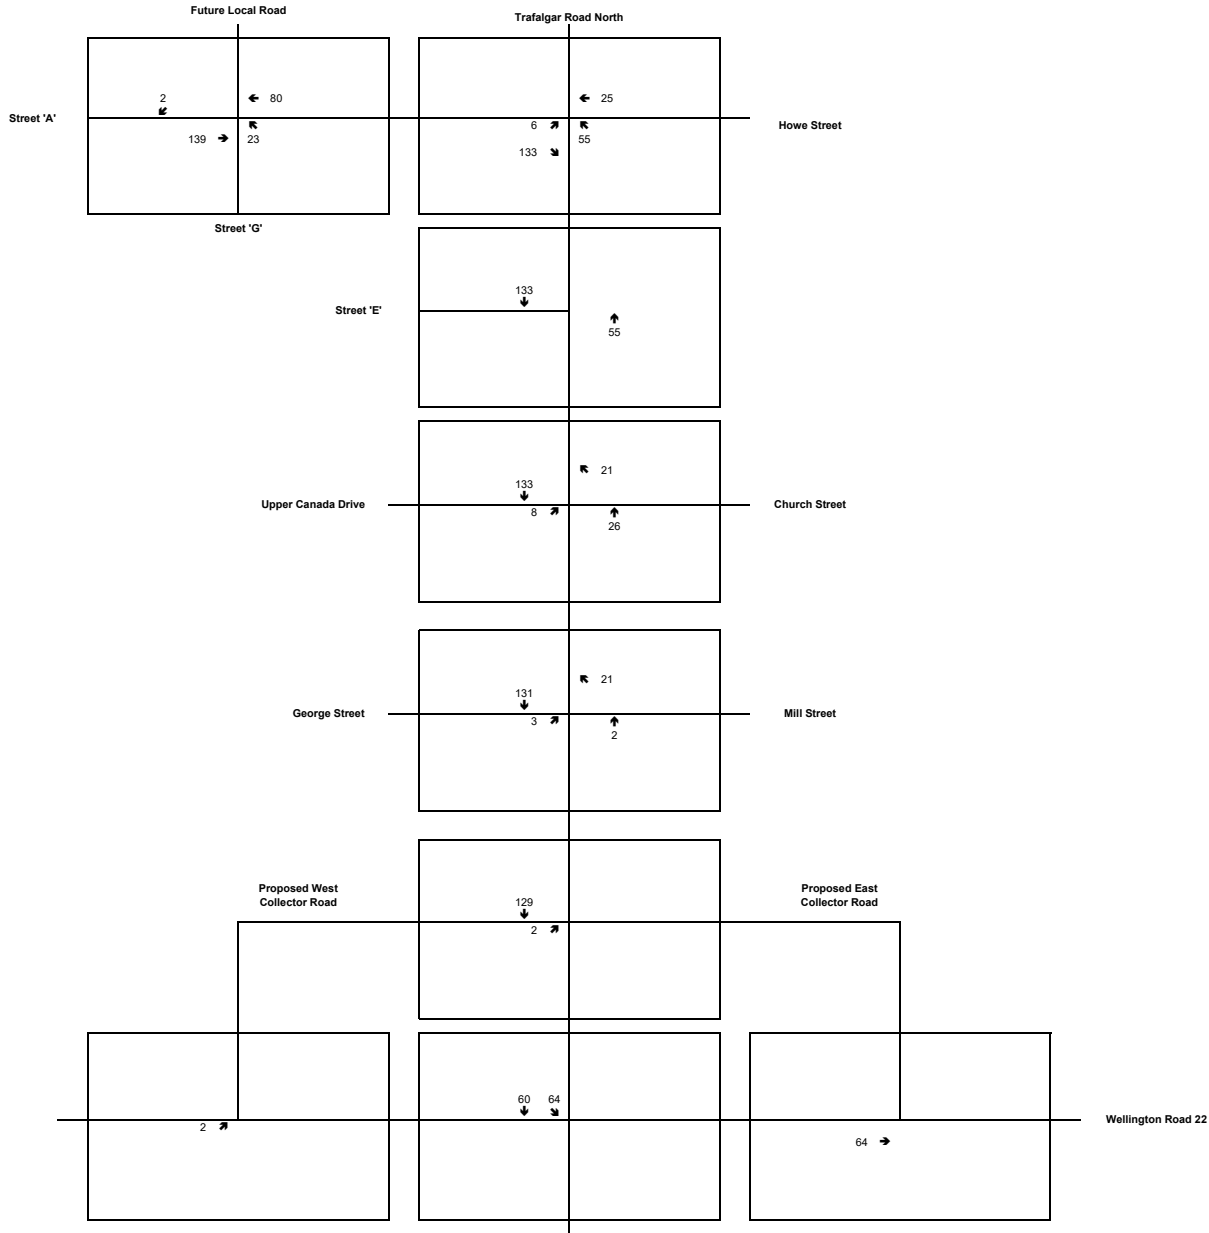 Future Local Road
Trafalgar Road North
2
80
25
Street 'A'
6
Howe Street
139
23
55
133
Street 'G'
133
Street 'E'
55
21
133
Upper Canada Drive
Church Street
8
26
21
131
George Street
Mill Street
3
2
Proposed West
Collector Road
Proposed East
Collector Road
129
2
60
64
Wellington Road 22
2
64